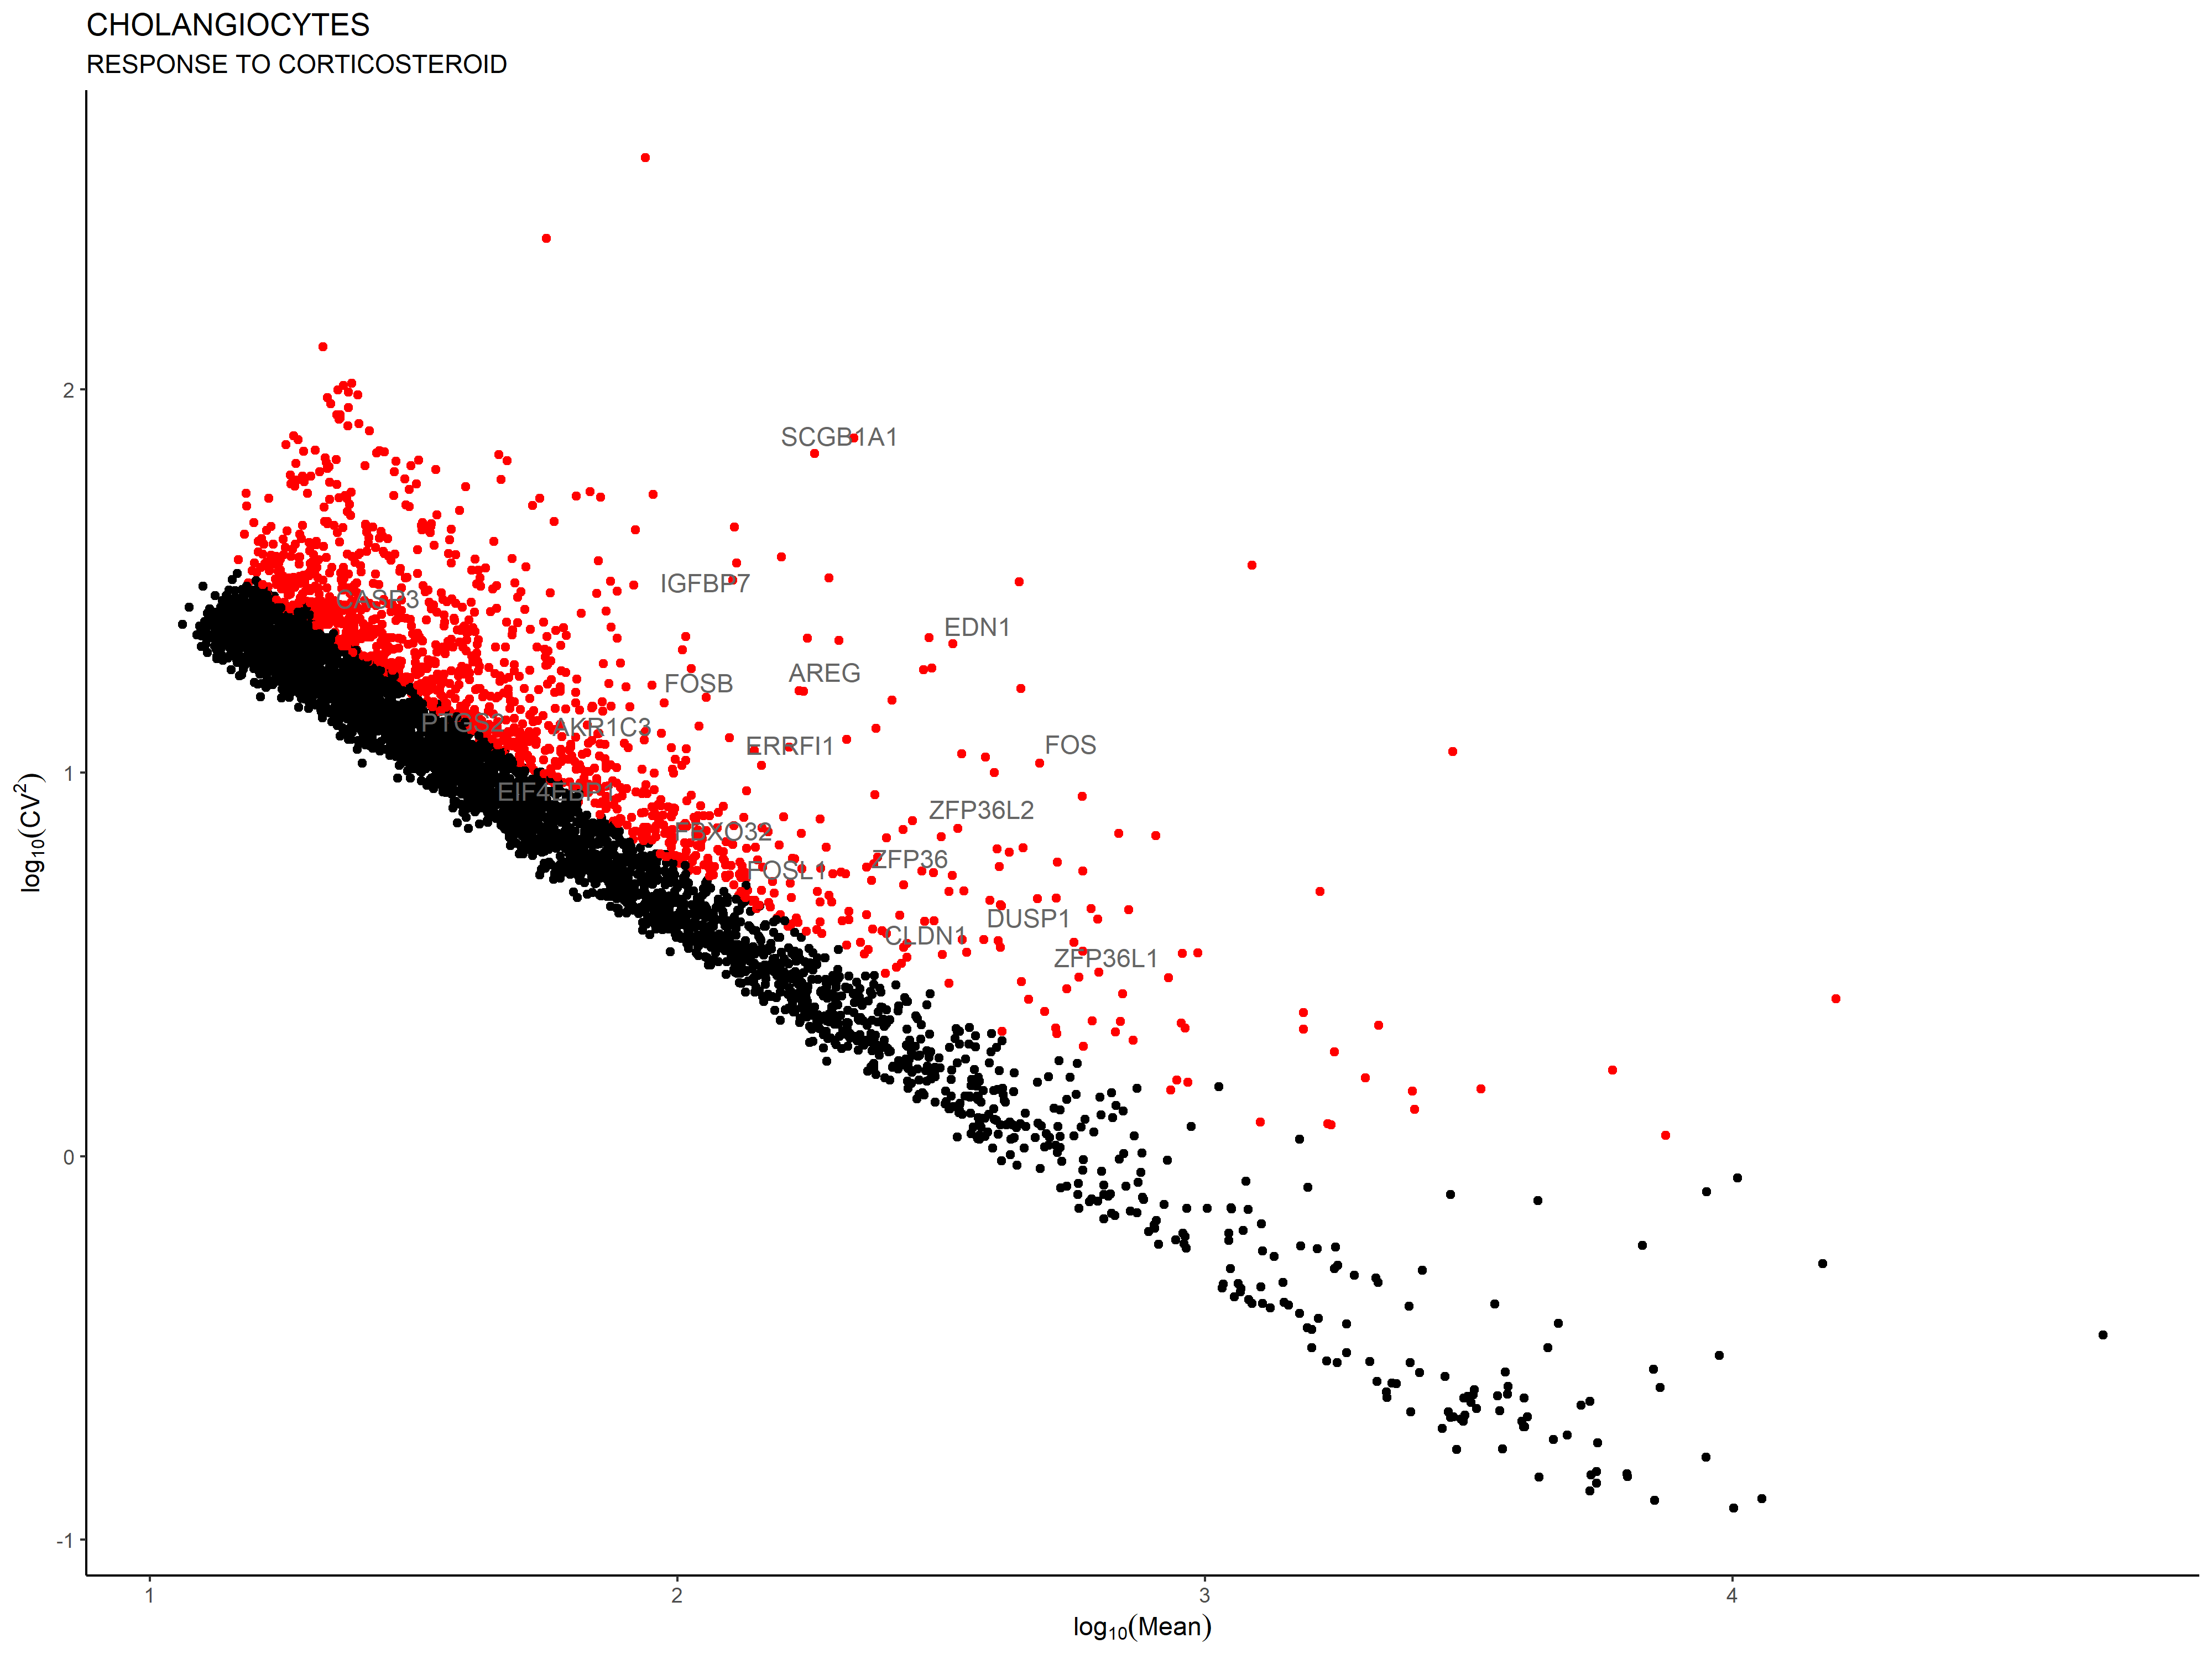 CHOLANGIOCYTES
RESPONSE TO CORTICOSTEROID
log10(CV2)
2
1
0
-1
SCGB1A1
IGFBP7
CASP3
EDN1
AREG
FOSB
PTGS2
AKR1C3
ERRFI1
FOS
EIF4EBP1
ZFP36L2
FBXO32
ZFP36
FOSL1
DUSP1
CLDN1
ZFP36L1
1
2
3
4
log10(Mean)